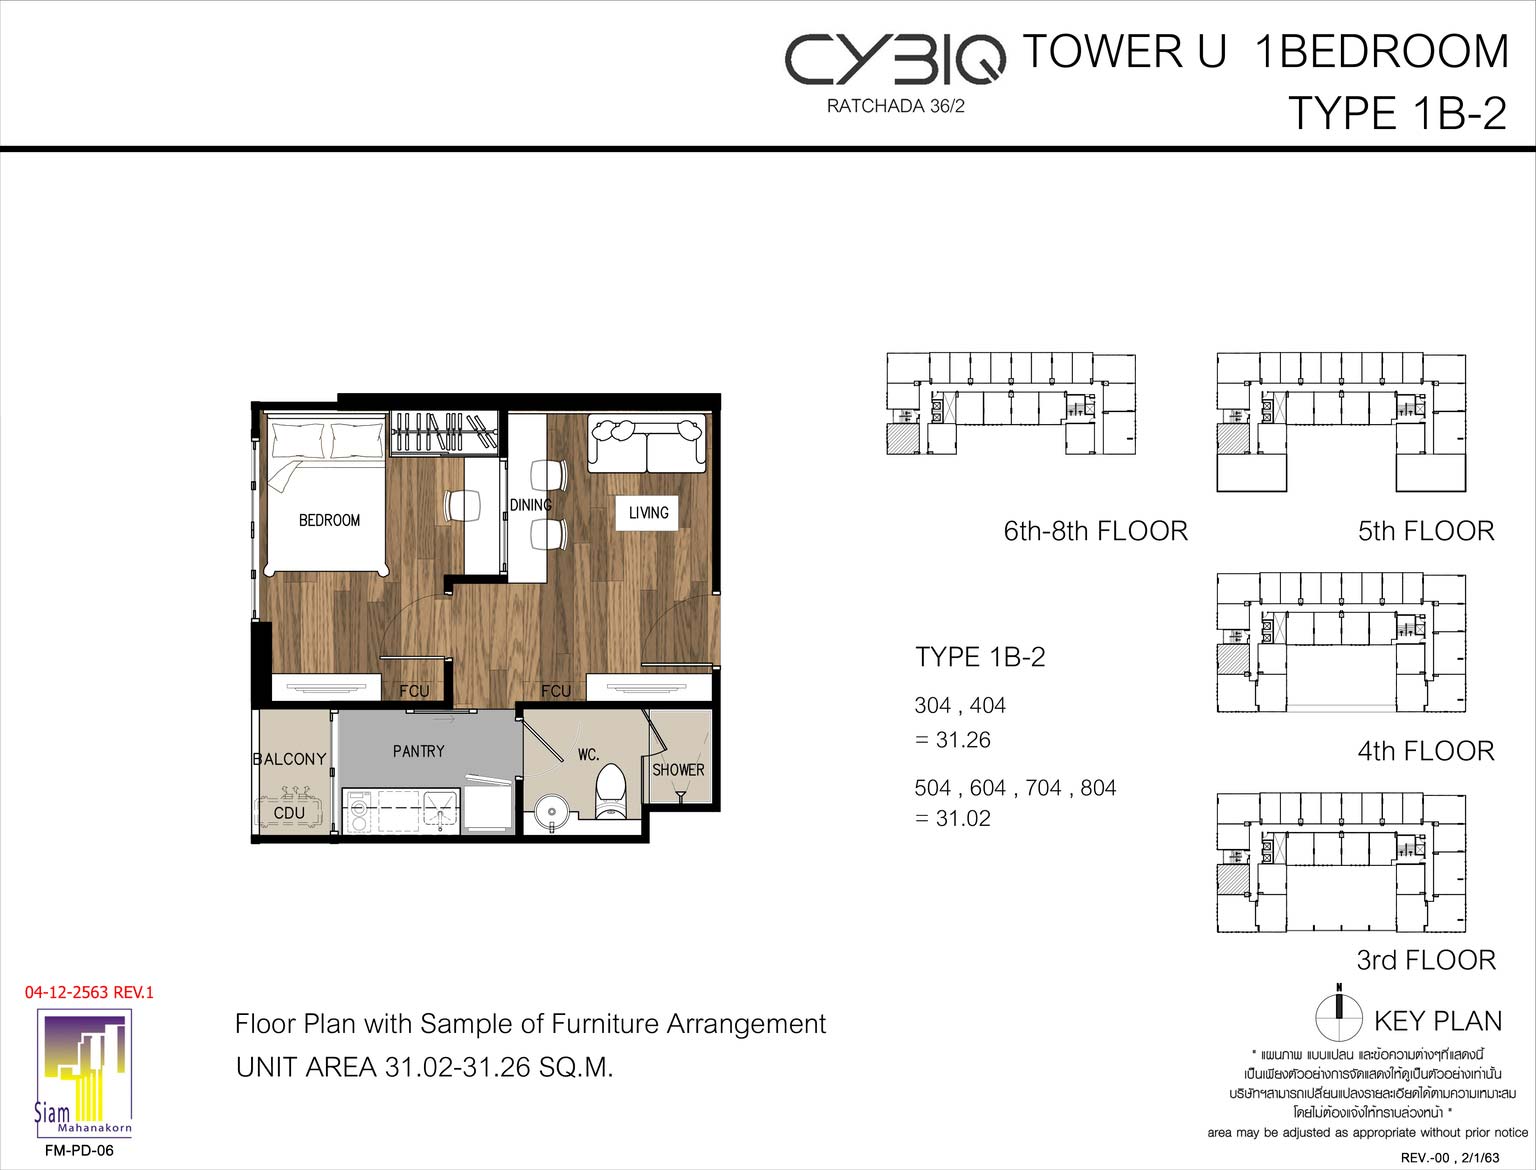 CYBIQ
RATCHADA 36/2
TOWER U 1BEDROOM
TYPE 1B-2
BEDROOM
DINING
LIVING
FCU
FCU
BALCONY
PANTRY
WC.
SHOWER
CDU
6th-8th FLOOR
5th FLOOR
TYPE 1B-2
304 , 404
= 31.26
504 , 604 , 704 , 804
= 31.02
4th FLOOR
3rd FLOOR
N
KEY PLAN
04-12-2563 REV.1
Siam
Mahanakorn
FM-PD-06
Floor Plan with Sample of Furniture Arrangement
UNIT AREA 31.02-31.26 SQ.M.
* แผนภาพ แบบแปลน และข้อความต่างๆที่แสดงนี้
เป็นเพียงตัวอย่างการจัดแสดงให้ดูเป็นตัวอย่างเท่านั้น
บริษัทฯสามารถเปลี่ยนแปลงรายละเอียดได้ตามความเหมาะสม
โดยไม่ต้องแจ้งให้ทราบล่วงหน้า *
area may be adjusted as appropriate without prior notice
REV.-00 , 2/1/63